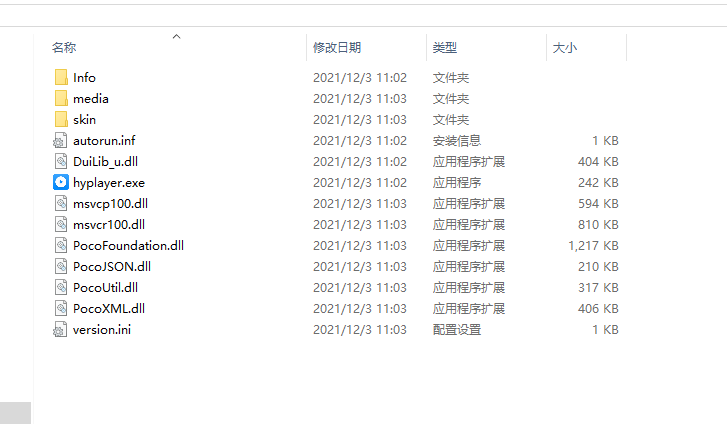 名称 修改日期 类型 大小
Info 2021/12/3 11:02 文件夹
media 2021/12/3 11:03 文件夹
skin 2021/12/3 11:03 文件夹
autorun.inf 2021/12/3 11:02 安装信息 1 KB
DuiLib_u.dll 2021/12/3 11:02 应用程序扩展 404 KB
hyplayer.exe 2021/12/3 11:02 应用程序 242 KB
msvcp100.dll 2021/12/3 11:03 应用程序扩展 594 KB
msvcr100.dll 2021/12/3 11:03 应用程序扩展 810 KB
PocoFoundation.dll 2021/12/3 11:03 应用程序扩展 1,217 KB
PocoJSON.dll 2021/12/3 11:03 应用程序扩展 210 KB
PocoUtil.dll 2021/12/3 11:03 应用程序扩展 317 KB
PocoXML.dll 2021/12/3 11:03 应用程序扩展 406 KB
version.ini 2021/12/3 11:03 配置设置 1 KB